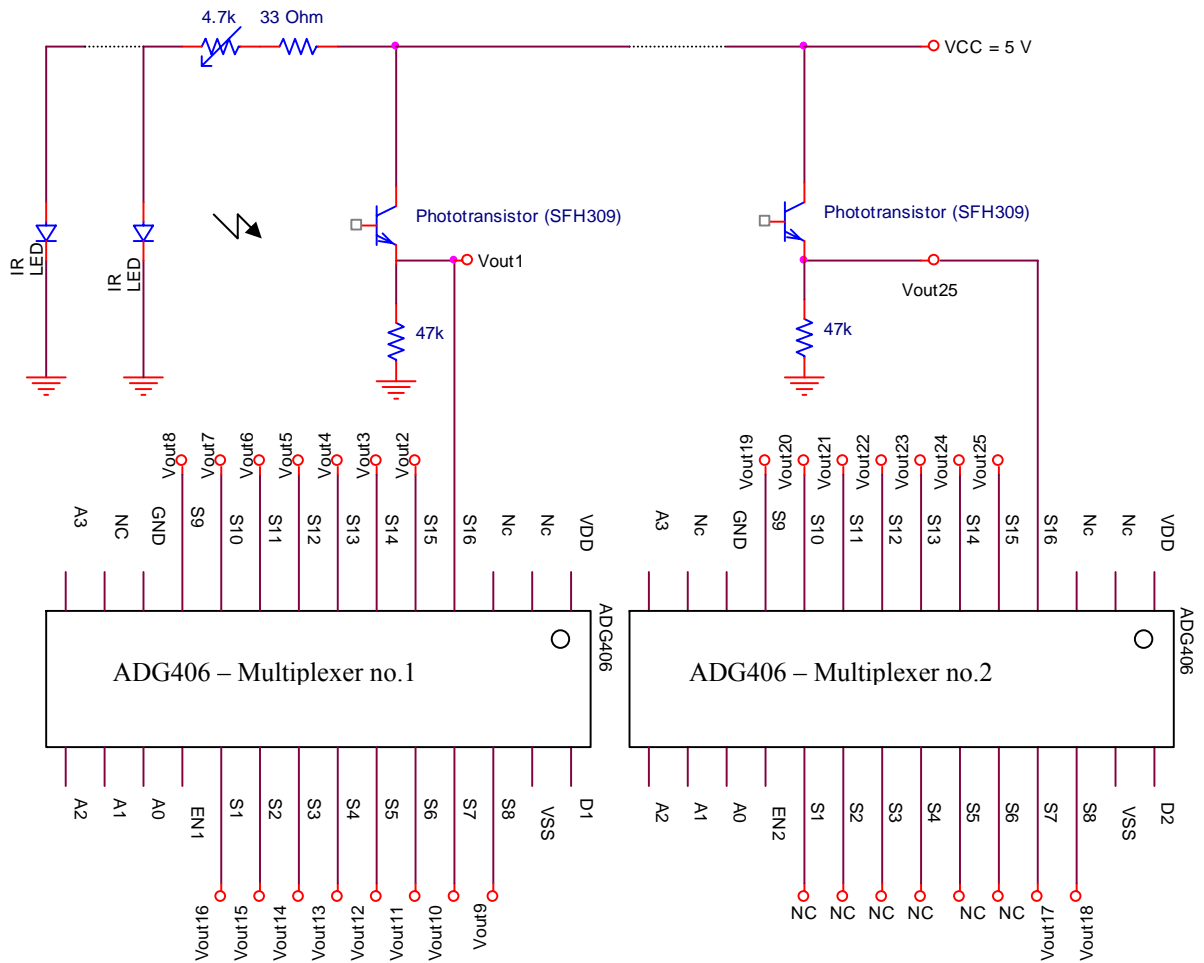 4.7k
33 Ohm
VCC = 5 V
Phototransistor (SFH309)
Phototransistor (SFH309)
IR
LED
IR
LED
Vout1
Vout25
47k
47k
Vout8
Vout7
Vout6
Vout5
Vout4
Vout3
Vout2
Vout19
Vout20
Vout21
Vout22
Vout23
Vout24
Vout25
A3
NC
GND
S9
S10
S11
S12
S13
S14
S15
S16
Nc
Nc
VDD
A3
Nc
GND
S9
S10
S11
S12
S13
S14
S15
S16
Nc
Nc
VDD
ADG406
ADG406
ADG406 – Multiplexer no.1
ADG406 – Multiplexer no.2
A2
A1
A0
EN1
S1
S2
S3
S4
S5
S6
S7
S8
VSS
D1
A2
A1
A0
EN2
S1
S2
S3
S4
S5
S6
S7
S8
VSS
D2
Vout16
Vout15
Vout14
Vout13
Vout12
Vout11
Vout10
Vout9
NC
NC
NC
NC
NC
NC
Vout17
Vout18